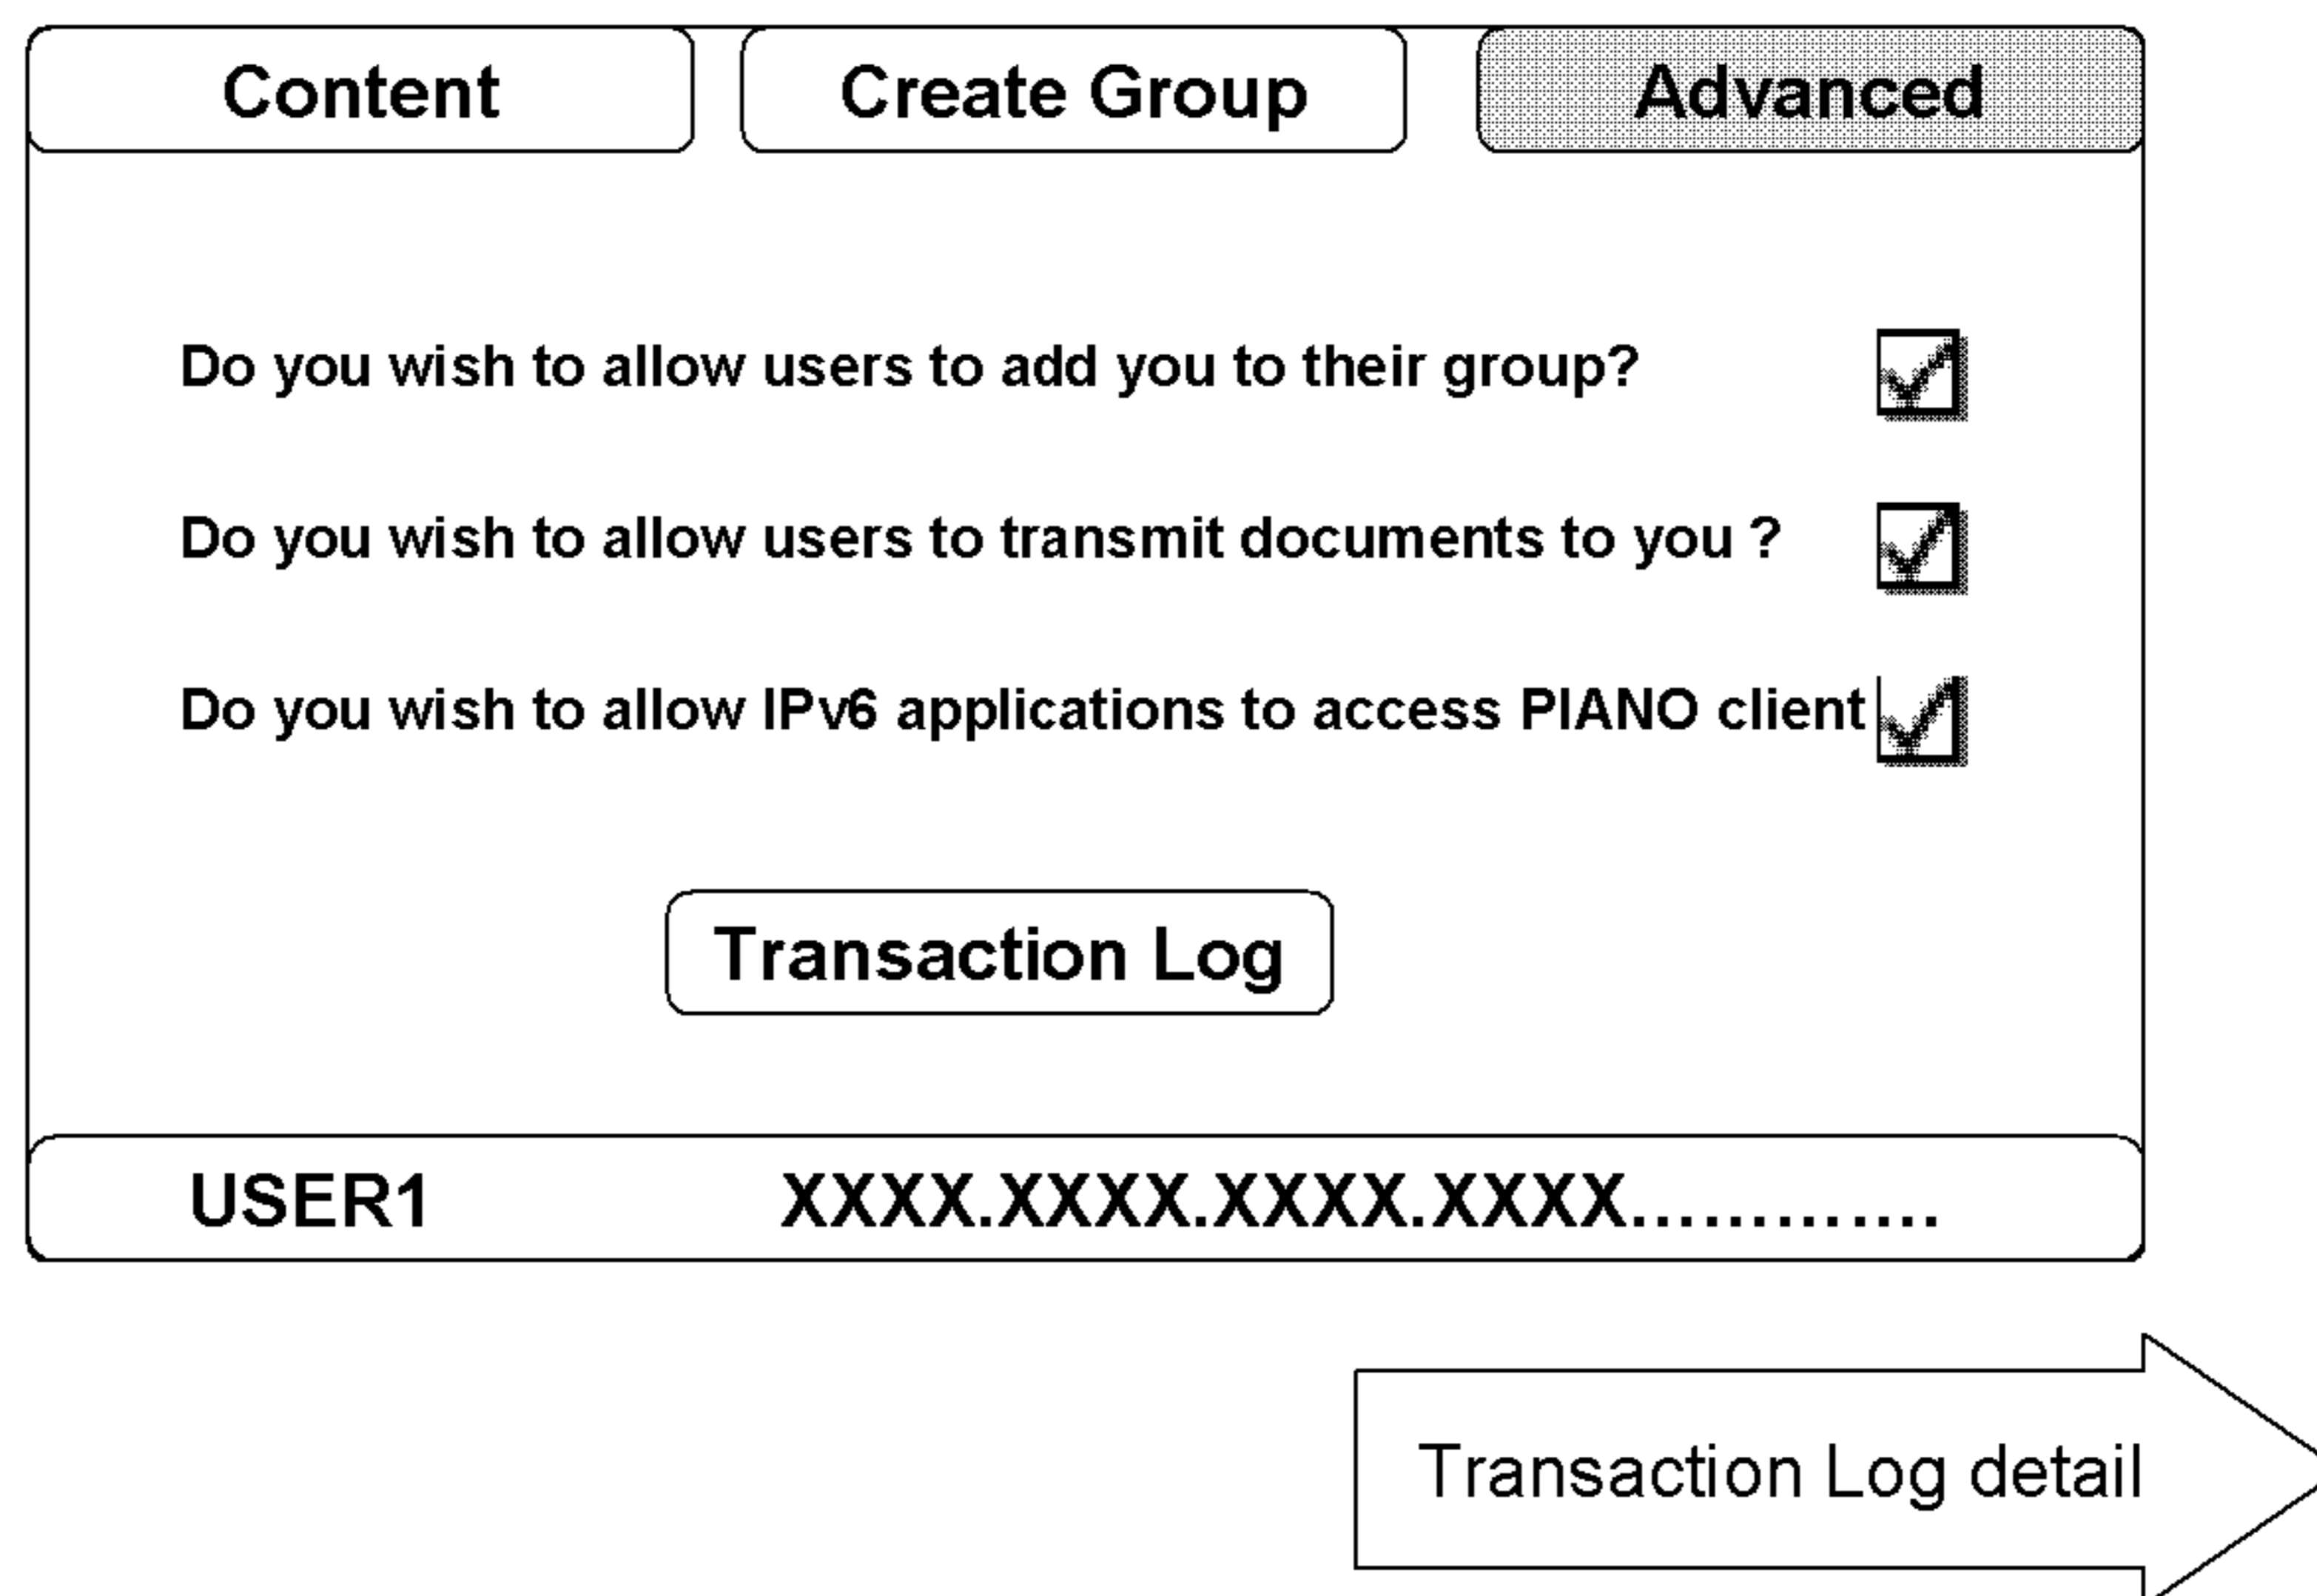 Content Create Group Advanced
Do you wish to allow users to add you to their group?
Do you wish to allow users to transmit documents to you ?
Do you wish to allow IPv6 applications to access PIANO client
Transaction Log
USER1 XXXX.XXXX.XXXX.XXXX.............
Transaction Log detail